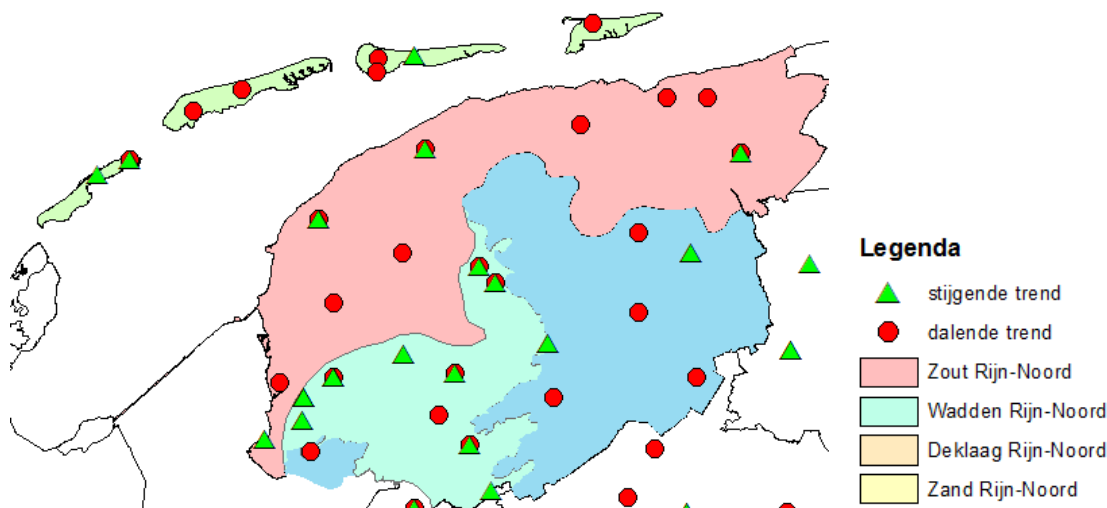 Legenda
stijgende trend
dalende trend
Zout Rijn-Noord
Wadden Rijn-Noord
Deklaag Rijn-Noord
Zand Rijn-Noord